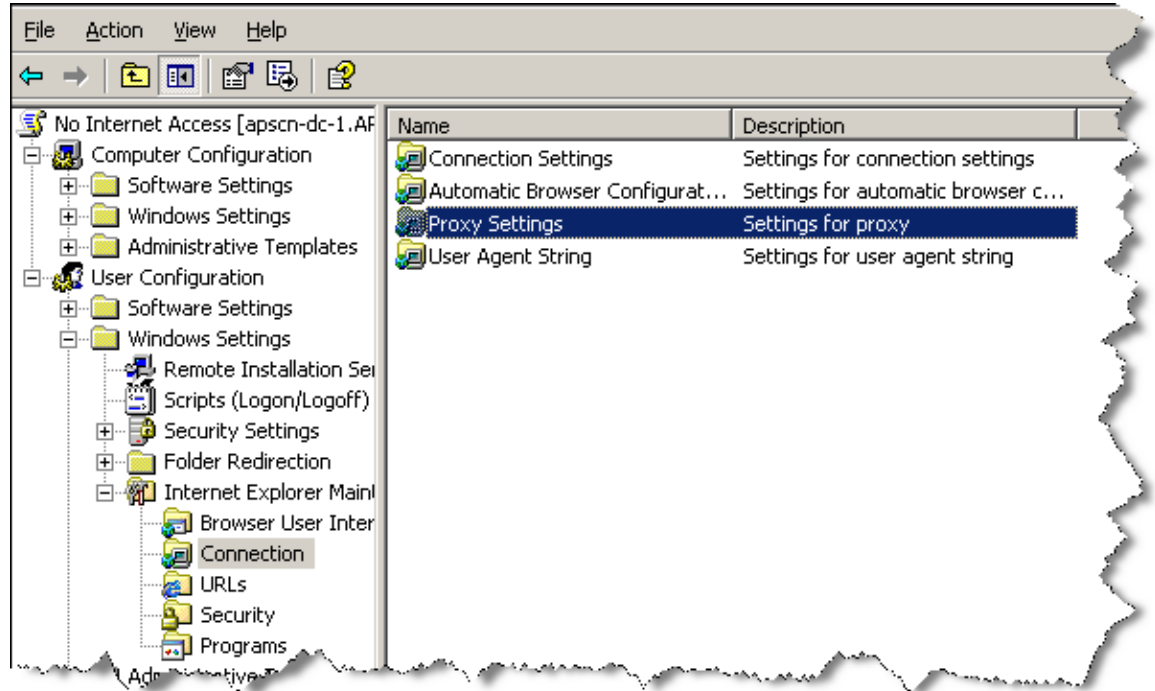 File Action View Help
No Internet Access [apscn-dc-1.AF
Computer Configuration
Software Settings
Windows Settings
Administrative Templates
User Configuration
Software Settings
Windows Settings
Remote Installation Ser
Scripts (Logon/Logoff)
Security Settings
Folder Redirection
Internet Explorer Maint
Browser User Inter
Connection
URLs
Security
Programs
Name Description
Connection Settings Settings for connection settings
Automatic Browser Configurat... Settings for automatic browser c...
Proxy Settings Settings for proxy
User Agent String Settings for user agent string